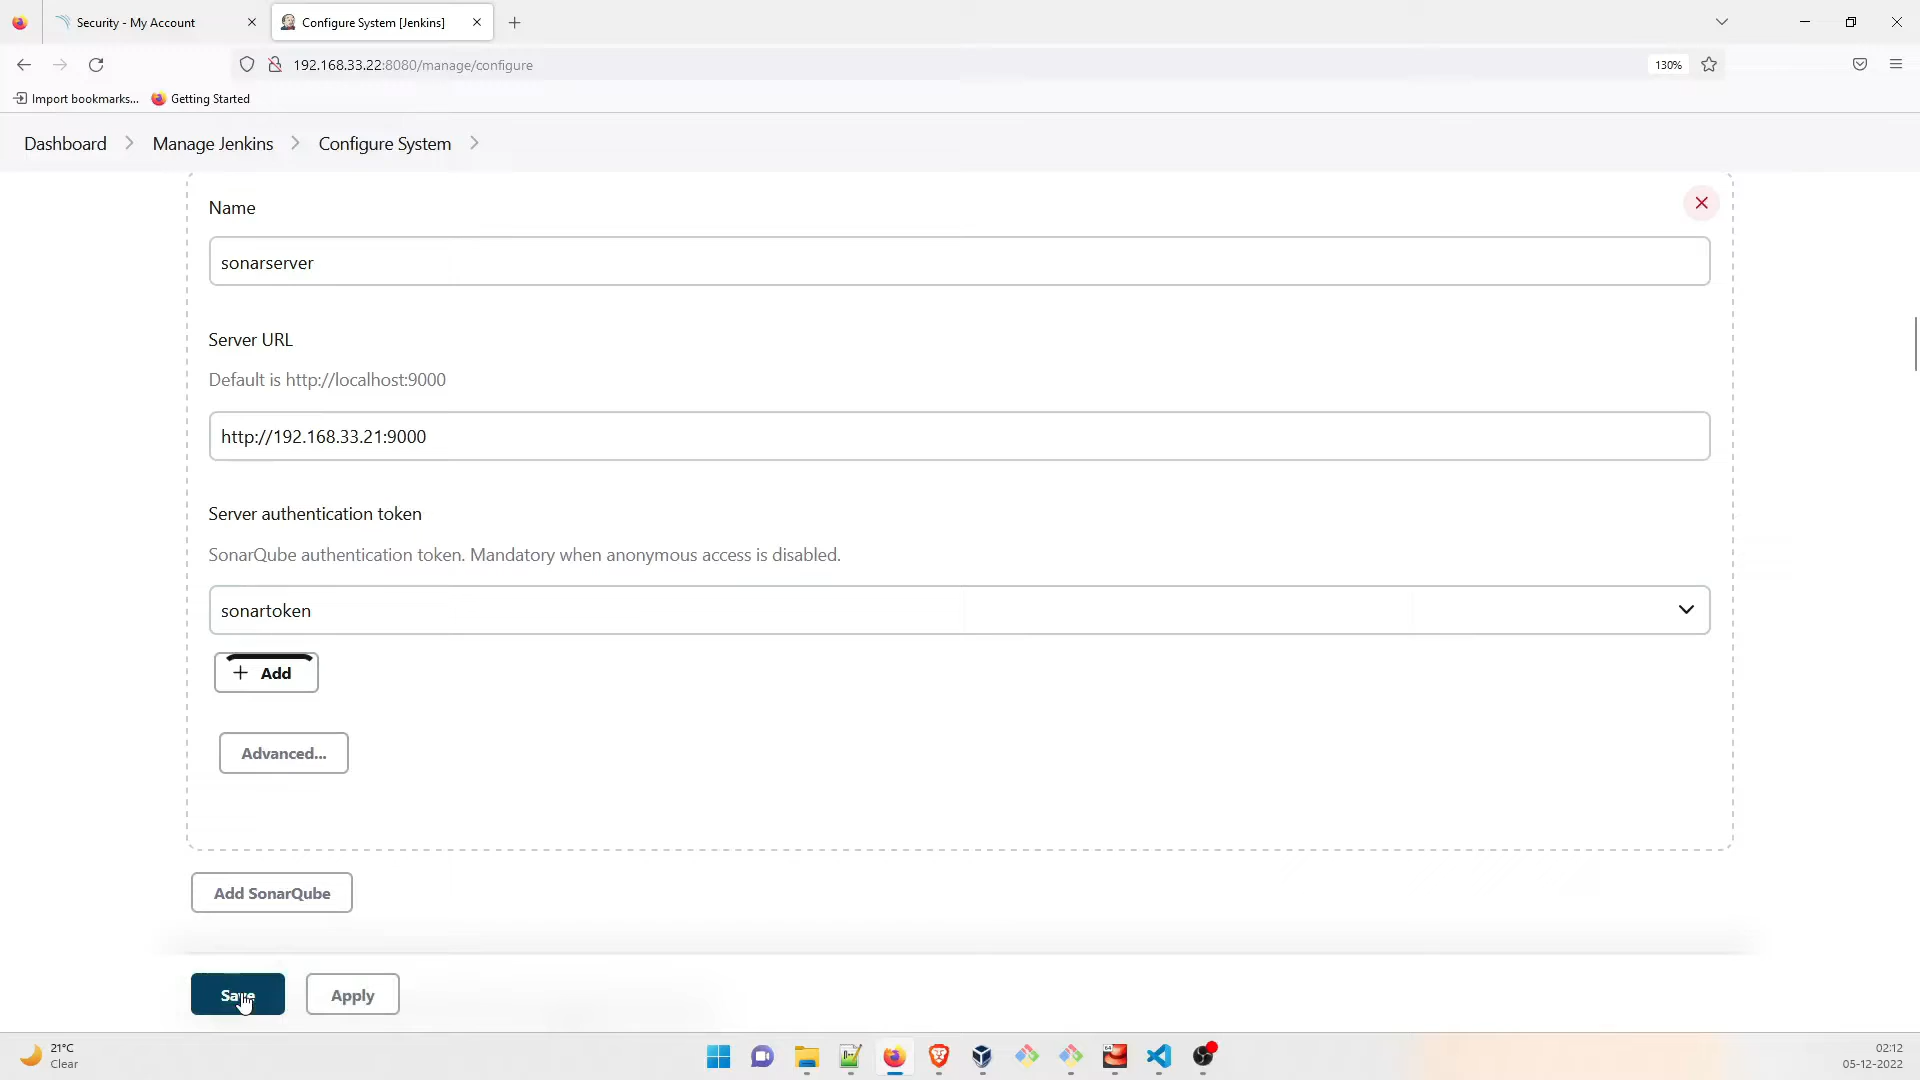 Security - My Account
Configure System [Jenkins]
192.168.33.22:8080/manage/configure
130%
Import bookmarks...
Getting Started
Dashboard
Manage Jenkins
Configure System
Name
sonarserver
Server URL
Default is http://localhost:9000
http://192.168.33.21:9000
Server authentication token
SonarQube authentication token. Mandatory when anonymous access is disabled.
sonartoken
Add
Advanced...
Add SonarQube
Save
Apply
21°C
Clear
02:12
05-12-2022